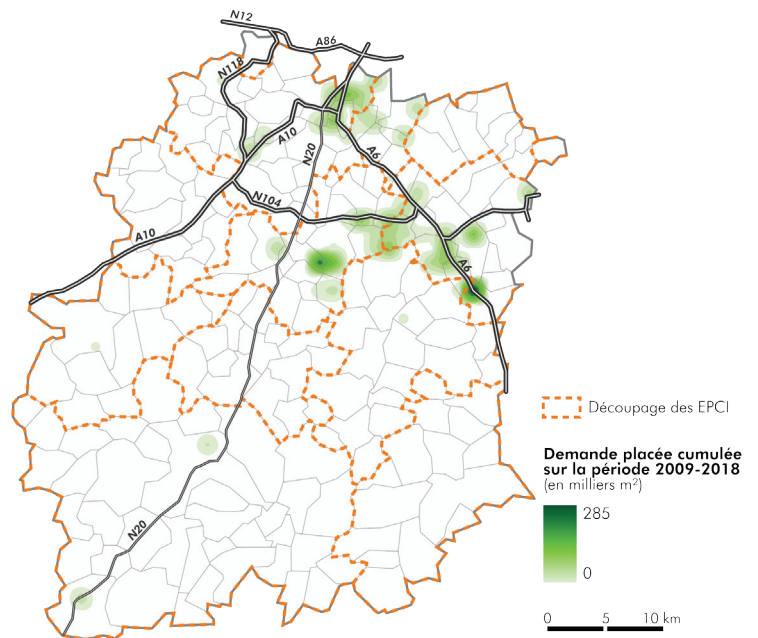 N12
A86
N118
A10
N20
A6
N104
A10
A6
N20
Découpage des EPCI
Demande placée cumulée
sur la période 2009-2018
(en milliers m²)
285
0
0 5 10 km